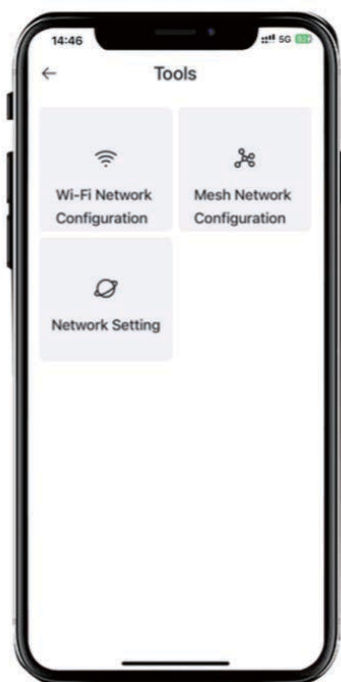 14:46
5G
Tools
Wi-Fi Network
Configuration
Mesh Network
Configuration
Network Setting